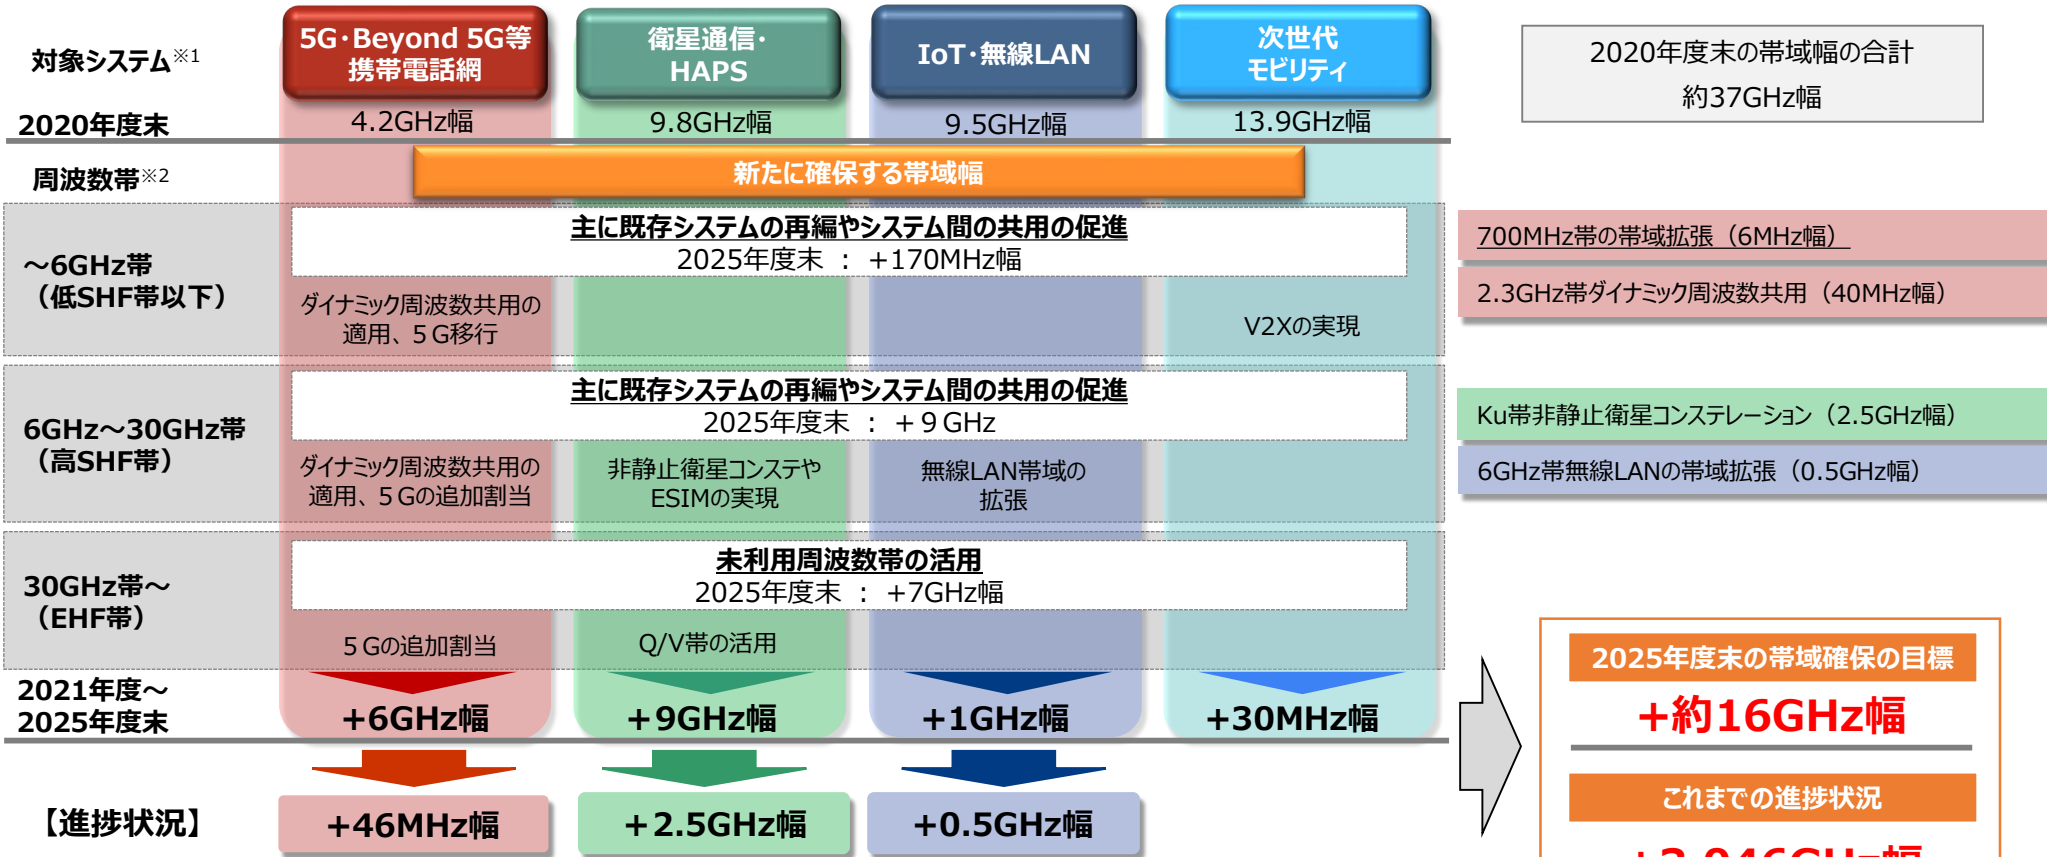 対象システム※1
5G・Beyond 5G等
携帯電話網
衛星通信・
HAPS
IoT・無線LAN
次世代
モビリティ
2020年度末の帯域幅の合計
約37GHz幅
2020年度末
4.2GHz幅
9.8GHz幅
9.5GHz幅
13.9GHz幅
周波数帯※2
新たに確保する帯域幅
～6GHz帯
（低SHF帯以下）
主に既存システムの再編やシステム間の共用の促進
2025年度末 ： +170MHz幅
ダイナミック周波数共用の
適用、５G移行
V2Xの実現
700MHz帯の帯域拡張（6MHz幅）
2.3GHz帯ダイナミック周波数共用（40MHz幅）
6GHz～30GHz帯
（高SHF帯）
主に既存システムの再編やシステム間の共用の促進
2025年度末 ： +９GHz
ダイナミック周波数共用の
適用、５Gの追加割当
非静止衛星コンステや
ESIMの実現
無線LAN帯域の
拡張
Ku帯非静止衛星コンステレーション（2.5GHz幅）
6GHz帯無線LANの帯域拡張（0.5GHz幅）
30GHz帯～
（EHF帯）
未利用周波数帯の活用
2025年度末 ： +7GHz幅
５Gの追加割当
Q/V帯の活用
2021年度～
2025年度末
+6GHz幅
+9GHz幅
+1GHz幅
+30MHz幅
2025年度末の帯域確保の目標
+約16GHz幅
これまでの進捗状況
+3.046GHz幅
【進捗状況】
+46MHz幅
+2.5GHz幅
+0.5GHz幅